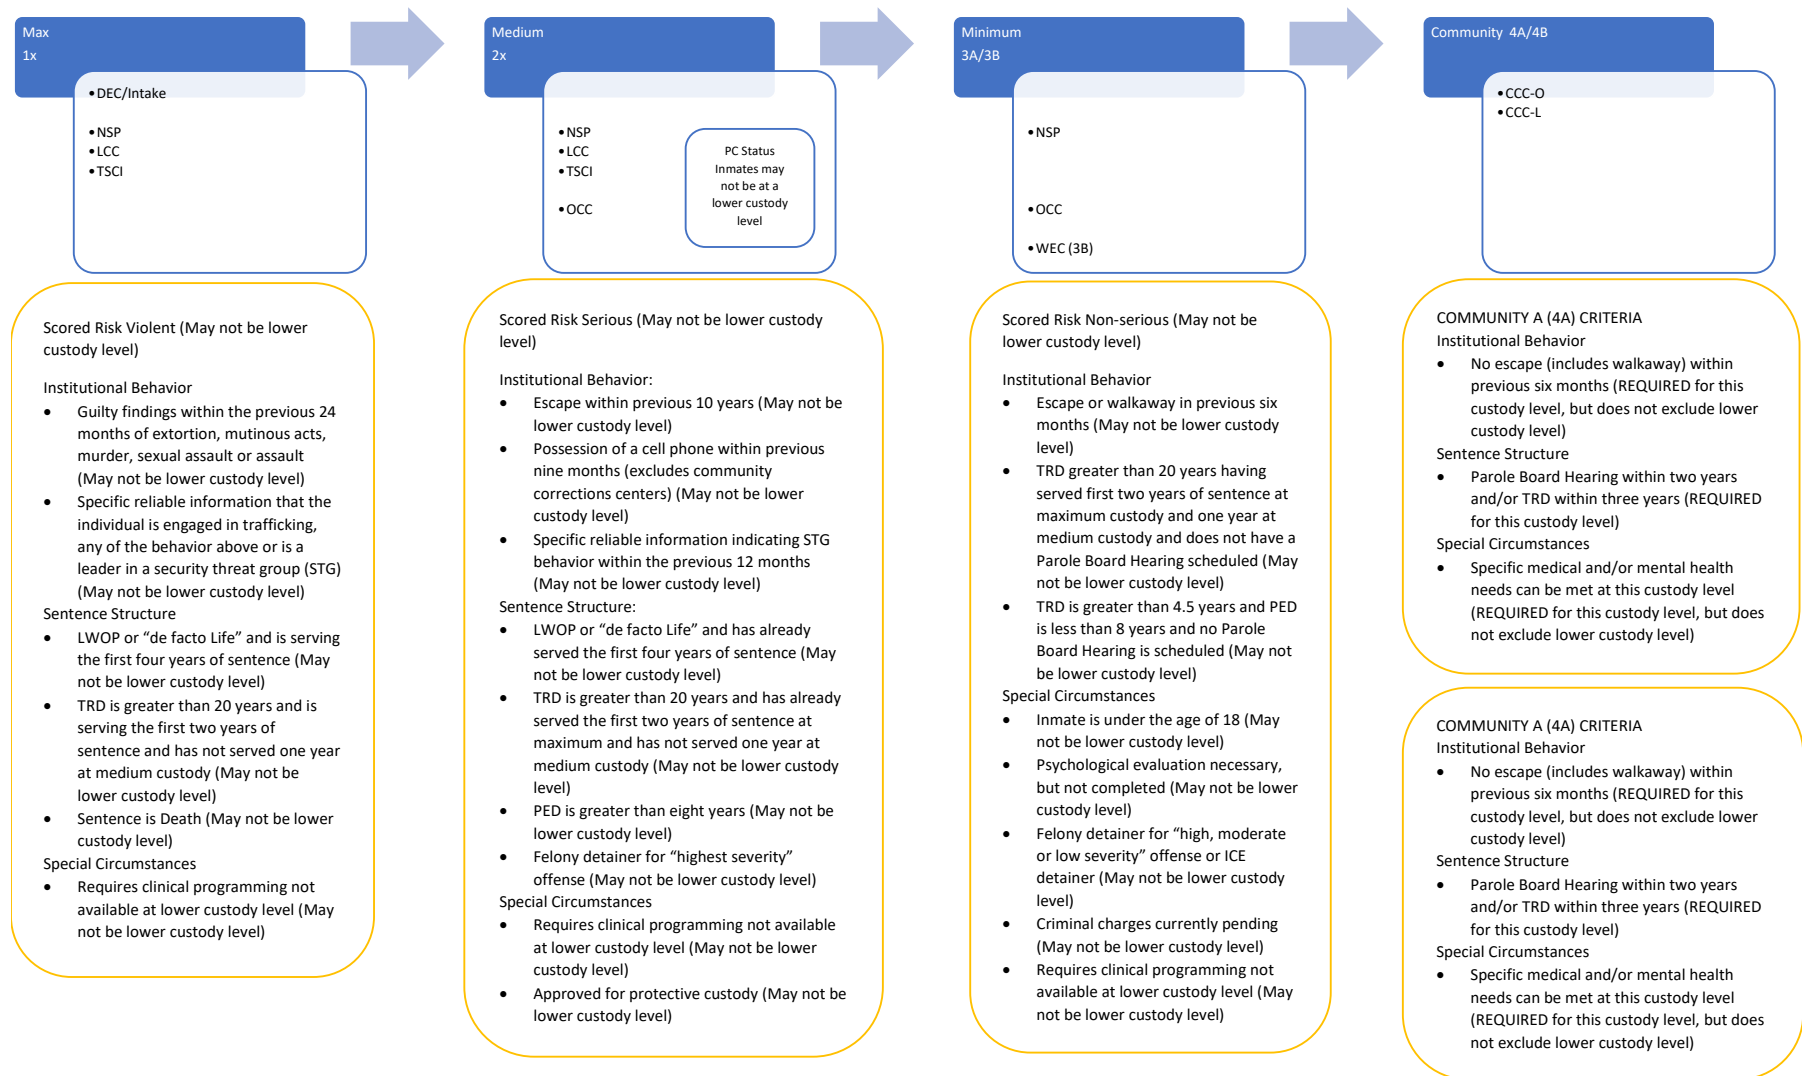 Max
1x
•DEC/Intake
•NSP
•LCC
•TSCI
Medium
2x
•NSP
•LCC
•TSCI
•OCC
PC Status
Inmates may
not be at a
lower custody
level
Minimum
3A/3B
•NSP
•OCC
•WEC (3B)
Community 4A/4B
•CCC-O
•CCC-L
Scored Risk Violent (May not be lower
custody level)
Institutional Behavior
• Guilty findings within the previous 24
months of extortion, mutinous acts,
murder, sexual assault or assault
(May not be lower custody level)
• Specific reliable information that the
individual is engaged in trafficking,
any of the behavior above or is a
leader in a security threat group (STG)
(May not be lower custody level)
Sentence Structure
• LWOP or “de facto Life” and is serving
the first four years of sentence (May
not be lower custody level)
• TRD is greater than 20 years and is
serving the first two years of
sentence and has not served one year
at medium custody (May not be
lower custody level)
• Sentence is Death (May not be lower
custody level)
Special Circumstances
• Requires clinical programming not
available at lower custody level (May
not be lower custody level)
Scored Risk Serious (May not be lower custody
level)
Institutional Behavior:
• Escape within previous 10 years (May not be
lower custody level)
• Possession of a cell phone within previous
nine months (excludes community
corrections centers) (May not be lower
custody level)
• Specific reliable information indicating STG
behavior within the previous 12 months
(May not be lower custody level)
Sentence Structure:
• LWOP or “de facto Life” and has already
served the first four years of sentence (May
not be lower custody level)
• TRD is greater than 20 years and has already
served the first two years of sentence at
maximum and has not served one year at
medium custody (May not be lower custody
level)
• PED is greater than eight years (May not be
lower custody level)
• Felony detainer for “highest severity”
offense (May not be lower custody level)
Special Circumstances
• Requires clinical programming not available
at lower custody level (May not be lower
custody level)
• Approved for protective custody (May not be
lower custody level)
Scored Risk Non-serious (May not be
lower custody level)
Institutional Behavior
• Escape or walkaway in previous six
months (May not be lower custody
level)
• TRD greater than 20 years having
served first two years of sentence at
maximum custody and one year at
medium custody and does not have a
Parole Board Hearing scheduled (May
not be lower custody level)
• TRD is greater than 4.5 years and PED
is less than 8 years and no Parole
Board Hearing is scheduled (May not
be lower custody level)
Special Circumstances
• Inmate is under the age of 18 (May
not be lower custody level)
• Psychological evaluation necessary,
but not completed (May not be lower
custody level)
• Felony detainer for “high, moderate
or low severity” offense or ICE
detainer (May not be lower custody
level)
• Criminal charges currently pending
(May not be lower custody level)
• Requires clinical programming not
available at lower custody level (May
not be lower custody level)
COMMUNITY A (4A) CRITERIA
Institutional Behavior
• No escape (includes walkaway) within
previous six months (REQUIRED for this
custody level, but does not exclude lower
custody level)
Sentence Structure
• Parole Board Hearing within two years
and/or TRD within three years (REQUIRED
for this custody level)
Special Circumstances
• Specific medical and/or mental health
needs can be met at this custody level
(REQUIRED for this custody level, but does
not exclude lower custody level)
COMMUNITY A (4A) CRITERIA
Institutional Behavior
• No escape (includes walkaway) within
previous six months (REQUIRED for this
custody level, but does not exclude lower
custody level)
Sentence Structure
• Parole Board Hearing within two years
and/or TRD within three years (REQUIRED
for this custody level)
Special Circumstances
• Specific medical and/or mental health
needs can be met at this custody level
(REQUIRED for this custody level, but does
not exclude lower custody level)